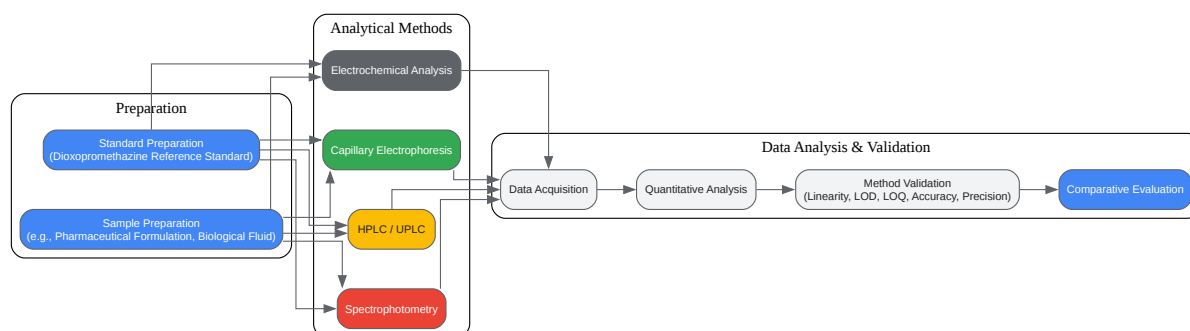 Preparation
Standard Preparation
(Dioxopromethazine Reference Standard)
Sample Preparation
(e.g., Pharmaceutical Formulation, Biological Fluid)
Analytical Methods
Electrochemical Analysis
Capillary Electrophoresis
HPLC / UPLC
Spectrophotometry
Data Analysis & Validation
Data Acquisition
Quantitative Analysis
Method Validation
(Linearity, LOD, LOQ, Accuracy, Precision)
Comparative Evaluation